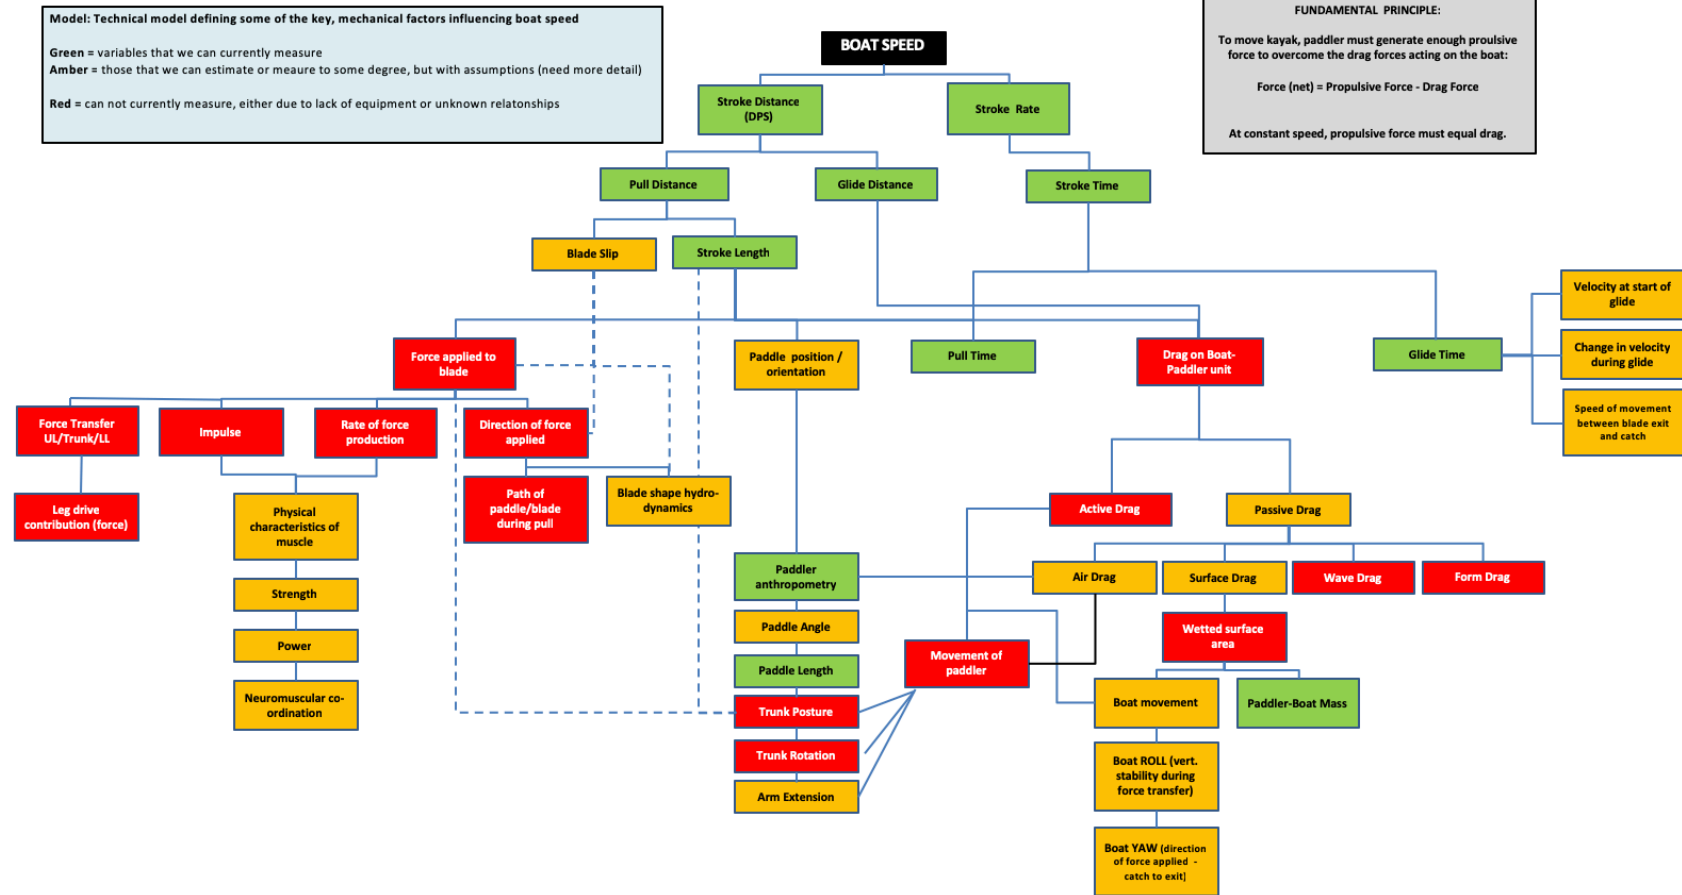 Model: Technical model defining some of the key, mechanical factors influencing boat speed
Green = variables that we can currently measure
Amber = those that we can estimate or meaure to some degree, but with assumptions (need more detail)
Red = can not currently measure, either due to lack of equipment or unknown relatonships
FUNDAMENTAL PRINCIPLE:
To move kayak, paddler must generate enough prouslive
force to overcome the drag forces acting on the boat:
Force (net) = Propulsive Force - Drag Force
At constant speed, propulsive force must equal drag.
BOAT SPEED
Stroke Distance
(DPS)
Stroke Rate
Pull Distance
Glide Distance
Stroke Time
Blade Slip
Stroke Length
Velocity at start of
glide
Force applied to
blade
Paddle position /
orientation
Pull Time
Drag on Boat-
Paddler unit
Glide Time
Change in velocity
during glide
Force Transfer
UL/Trunk/LL
Impulse
Rate of force
production
Direction of force
applied
Speed of movement
between blade exit
and catch
Leg drive
contribution (force)
Physical
characteristics of
muscle
Path of
paddle/blade
during pull
Blade shape hydro-
dynamics
Active Drag
Passive Drag
Paddler
anthropometry
Air Drag
Surface Drag
Wave Drag
Form Drag
Strength
Paddle Angle
Wetted surface
area
Power
Paddle Length
Movement of
paddler
Neuromuscular co-
ordination
Trunk Posture
Boat movement
Paddler-Boat Mass
Trunk Rotation
Boat ROLL (vert.
stability during
force transfer)
Arm Extension
Boat YAW (direction
of force applied -
catch to exit]